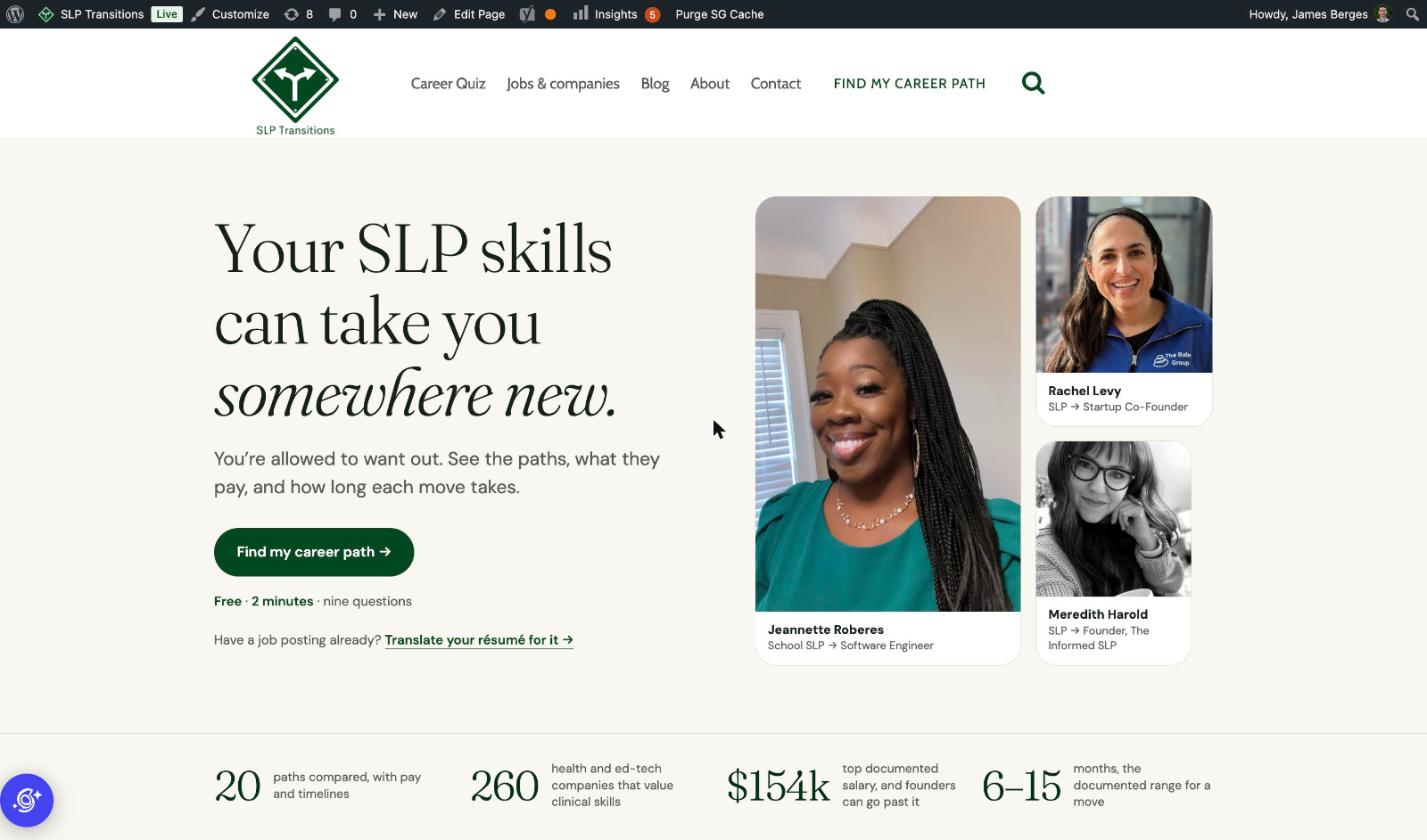 SLP Transitions Live Customize 8 0 New Edit Page Insights 5 Purge SG Cache Howdy, James Berges
SLP Transitions
Career Quiz Jobs & companies Blog About Contact FIND MY CAREER PATH
Your SLP skills
can take you
somewhere new.
You’re allowed to want out. See the paths, what they
pay, and how long each move takes.
Find my career path →
Free · 2 minutes · nine questions
Have a job posting already? Translate your résumé for it →
The Babe
Group
Rachel Levy
SLP → Startup Co-Founder
Jeannette Roberes
School SLP → Software Engineer
Meredith Harold
SLP → Founder, The
Informed SLP
20 paths compared, with pay
and timelines
260 health and ed-tech
companies that value
clinical skills
$154k top documented
salary, and founders
can go past it
6–15 months, the
documented range for a
move